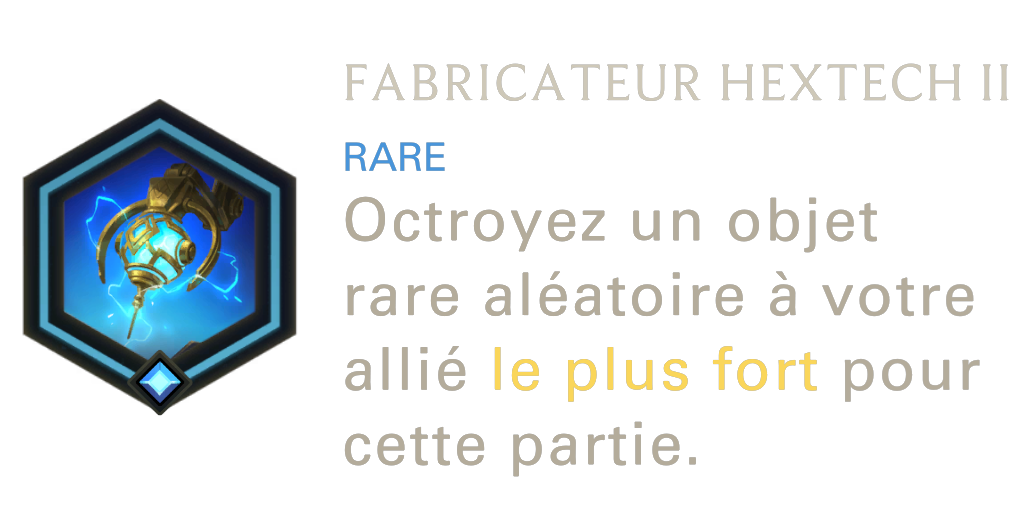 FABRICATEUR HEXTECH II
RARE
Octroyez un objet
rare aléatoire à votre
allié le plus fort pour
cette partie.